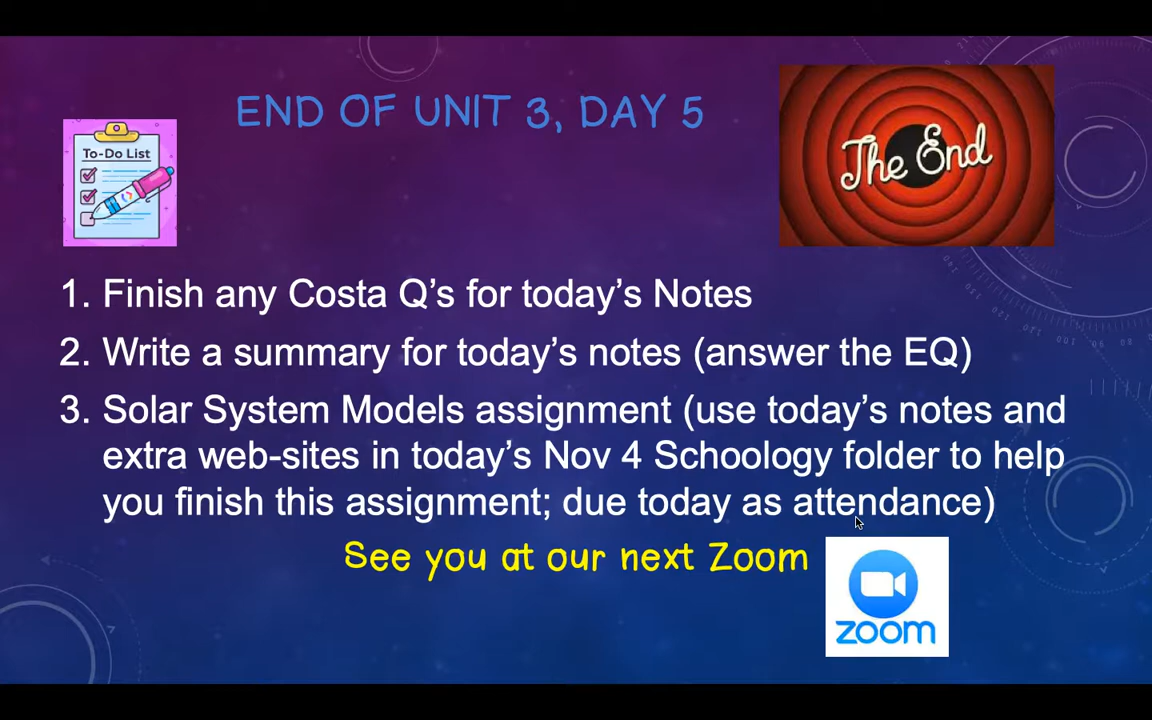 END OF UNIT 3, DAY 5
To-Do List
The End
1. Finish any Costa Q’s for today’s Notes
2. Write a summary for today’s notes (answer the EQ)
3. Solar System Models assignment (use today’s notes and
extra web-sites in today’s Nov 4 Schoology folder to help
you finish this assignment; due today as attendance)
See you at our next Zoom
zoom